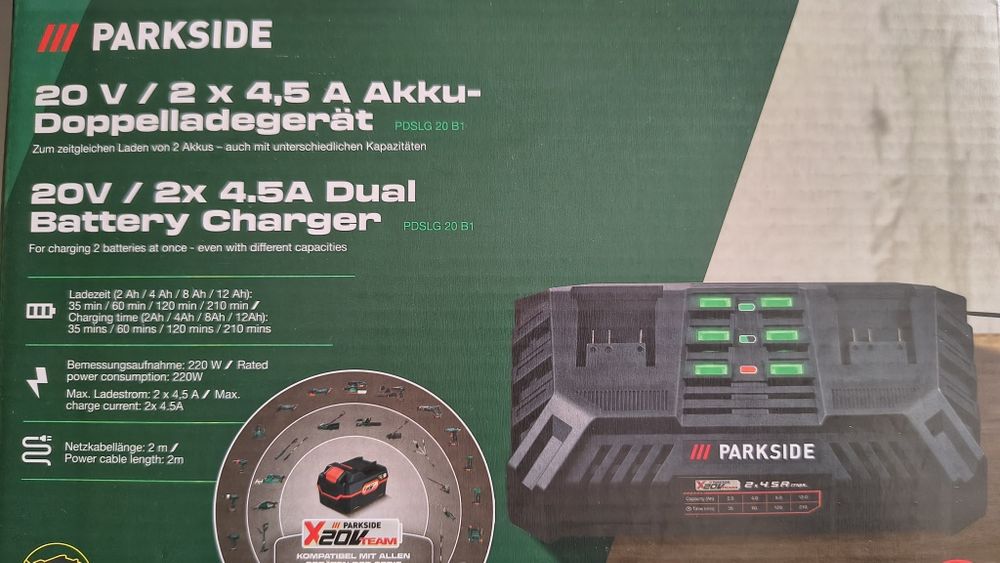 PARKSIDE
20 V / 2 x 4,5 A Akku-
Doppelladegerät PDSLG 20 B1
Zum zeitgleichen Laden von 2 Akkus – auch mit unterschiedlichen Kapazitäten
20V / 2x 4.5A Dual
Battery Charger PDSLG 20 B1
For charging 2 batteries at once - even with different capacities
Ladezeit (2 Ah / 4 Ah / 8 Ah / 12 Ah):
35 min / 60 min / 120 min / 210 min /
Charging time (2Ah / 4Ah / 8Ah / 12Ah):
35 mins / 60 mins / 120 mins / 210 mins
Bemessungsaufnahme: 220 W / Rated
power consumption: 220W
Max. Ladestrom: 2 x 4,5 A / Max.
charge current: 2x 4.5A
Netzkabellänge: 2 m /
Power cable length: 2m
PARKSIDE
X20V TEAM
KOMPATIBEL MIT ALLEN
PARKSIDE
X20V TEAM 2 x 4.5 A